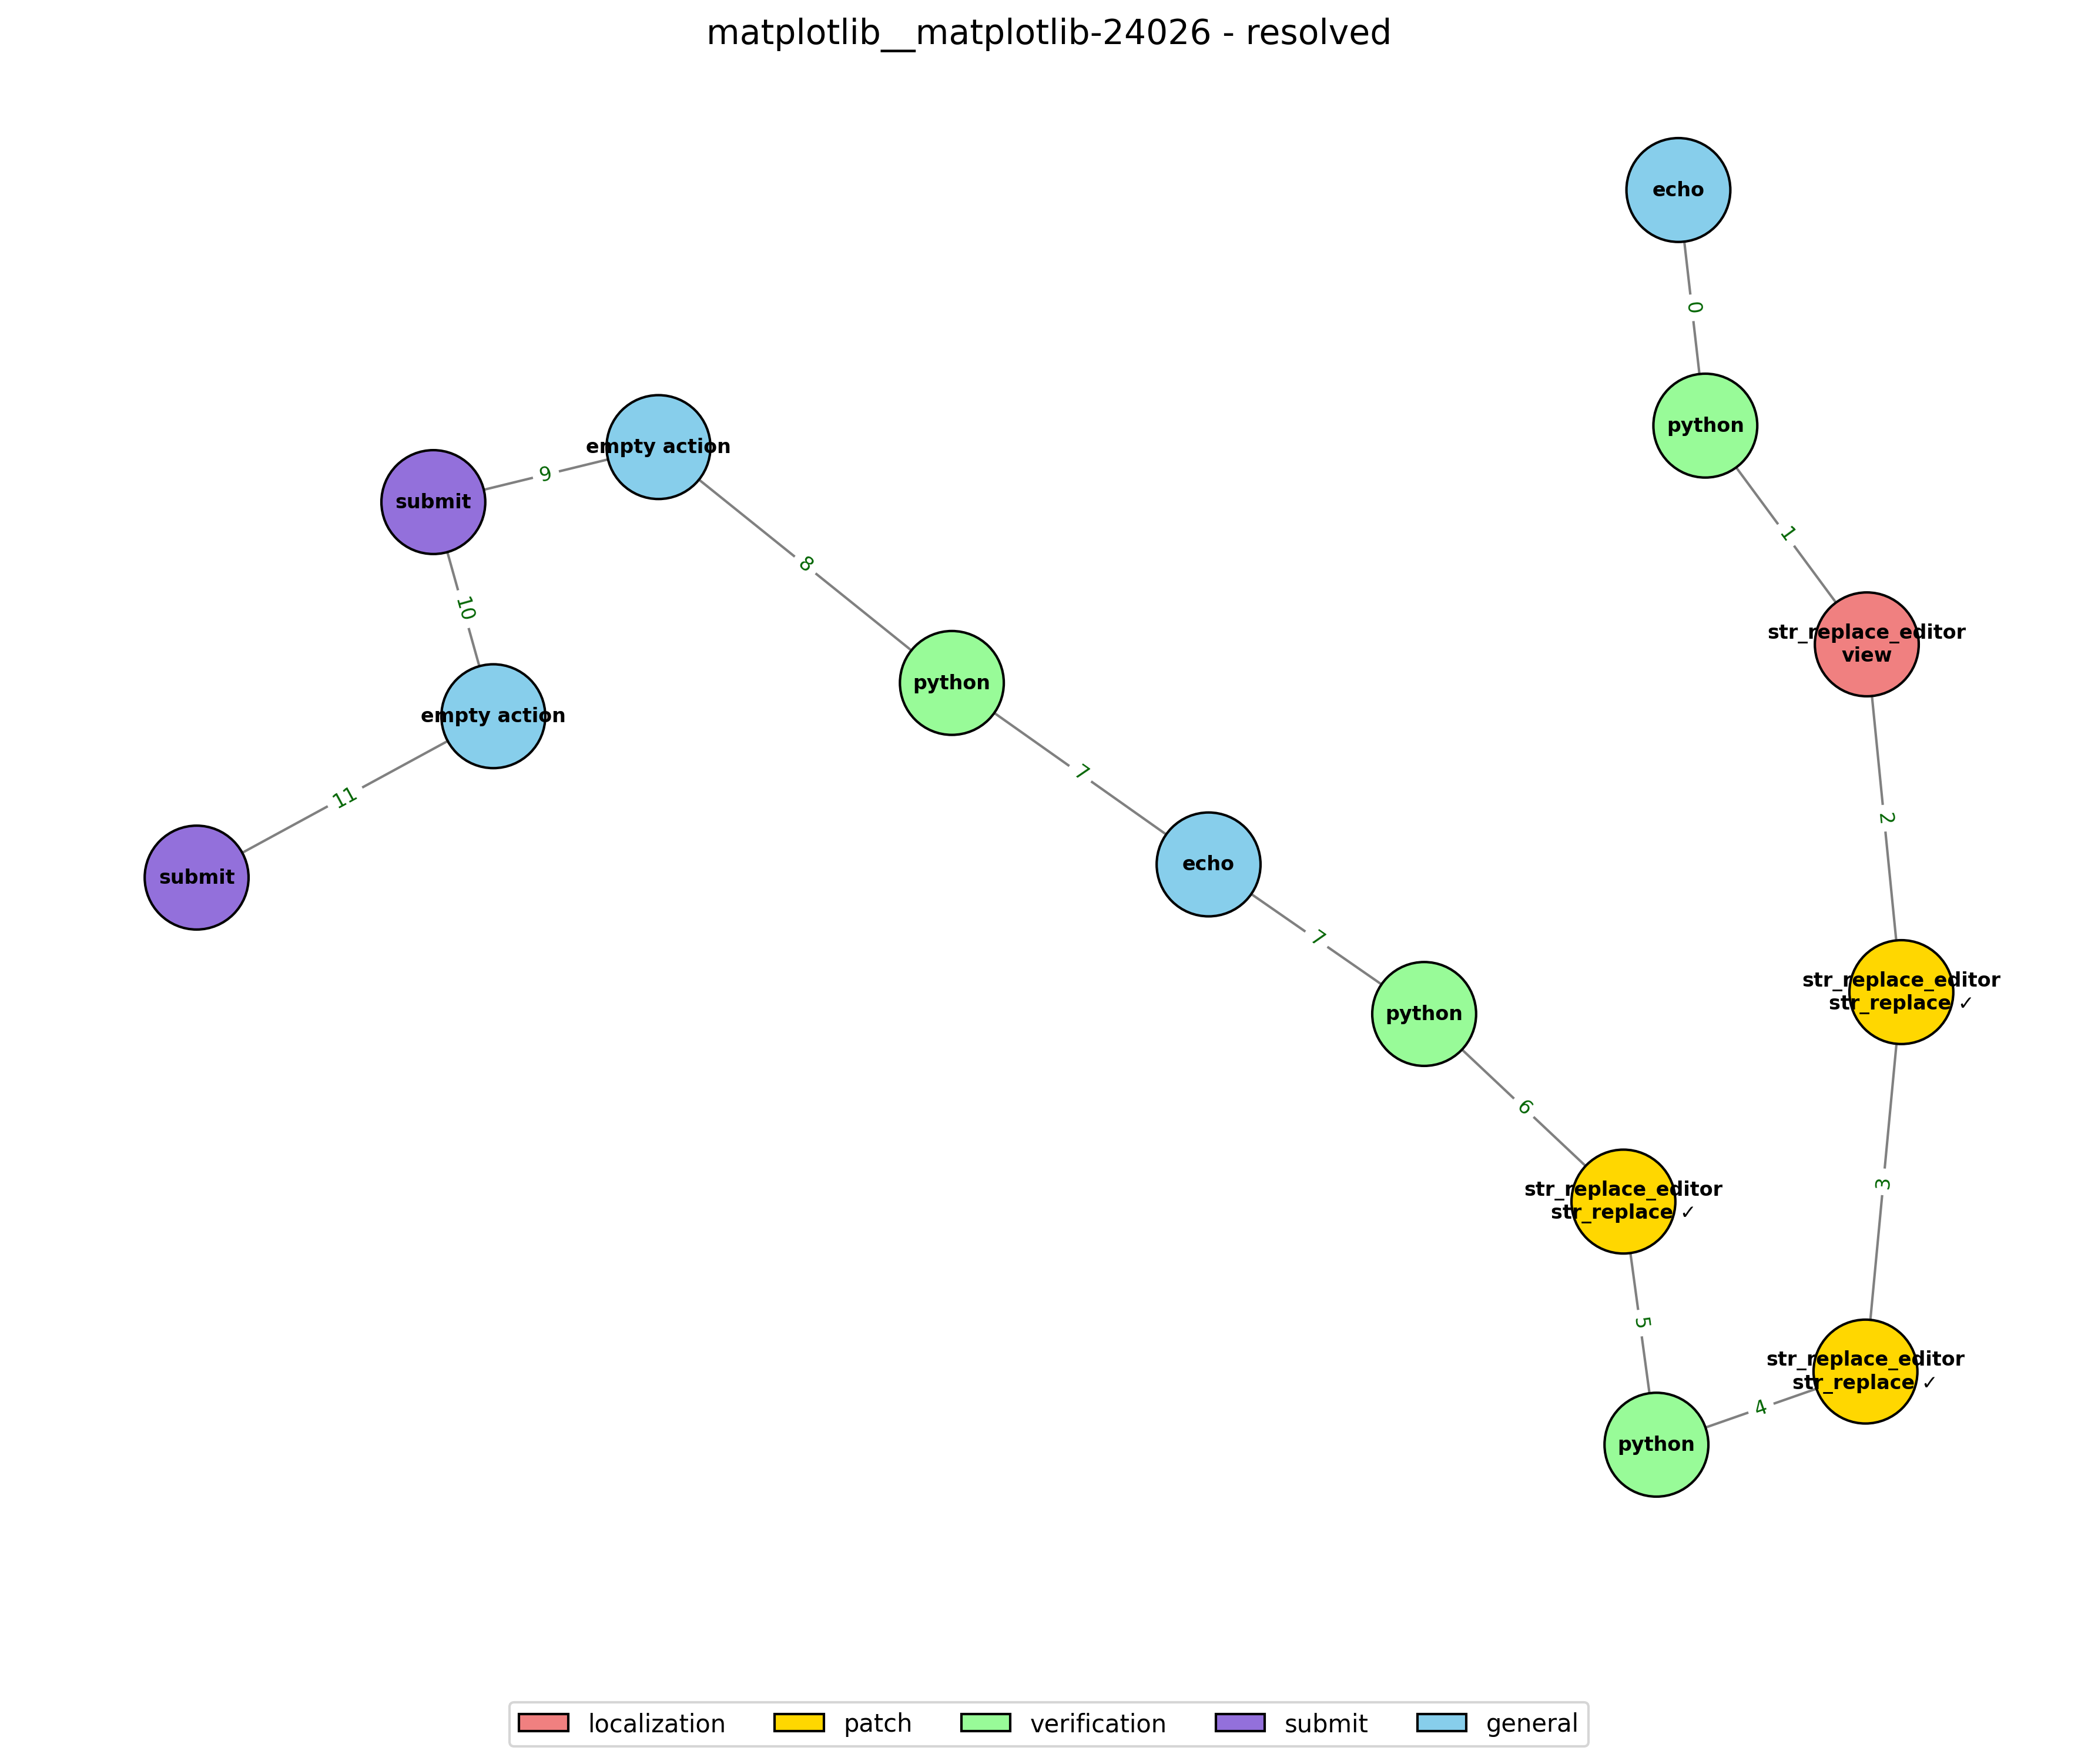 matplotlib__matplotlib-24026 - resolved
echo
0
python
1
str_replace_editor
view
2
str_replace_editor
str_replace ✓
3
str_replace_editor
str_replace ✓
4
python
5
str_replace_editor
str_replace ✓
6
python
7
echo
7
python
8
empty action
9
submit
10
empty action
11
submit
localization
patch
verification
submit
general